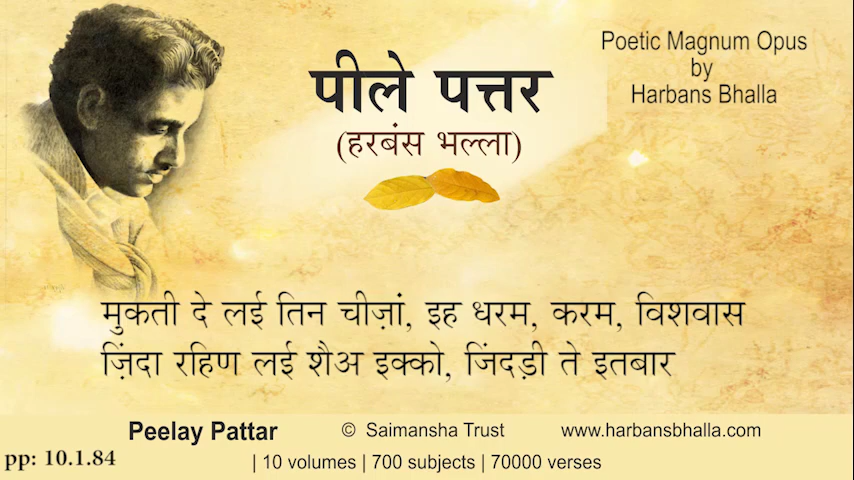 पीले पत्तर
(हरबंस भल्ला)
Poetic Magnum Opus
by
Harbans Bhalla
मुकती दे लई तिन चीज़ां, इह धरम, करम, विशवास
ज़िंदा रहिण लई शैअ इक्को, जिंदड़ी ते इतबार
Peelay Pattar © Saimansha Trust www.harbansbhalla.com
pp: 10.1.84 | 10 volumes | 700 subjects | 70000 verses